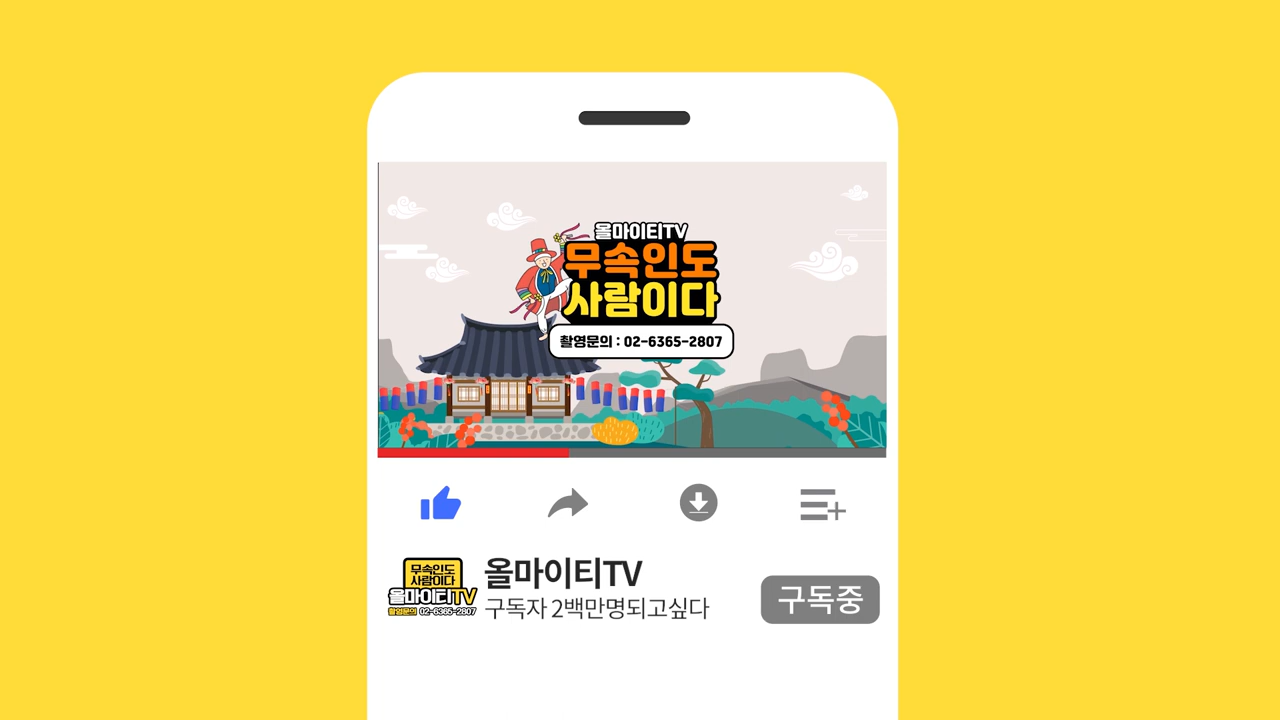 올마이티TV
무속인도
사람이다
촬영문의 : 02-6365-2807
무속인도
사람이다
올마이티TV
촬영문의 02-6365-2807
올마이티TV
구독자 2백만명되고싶다
구독중